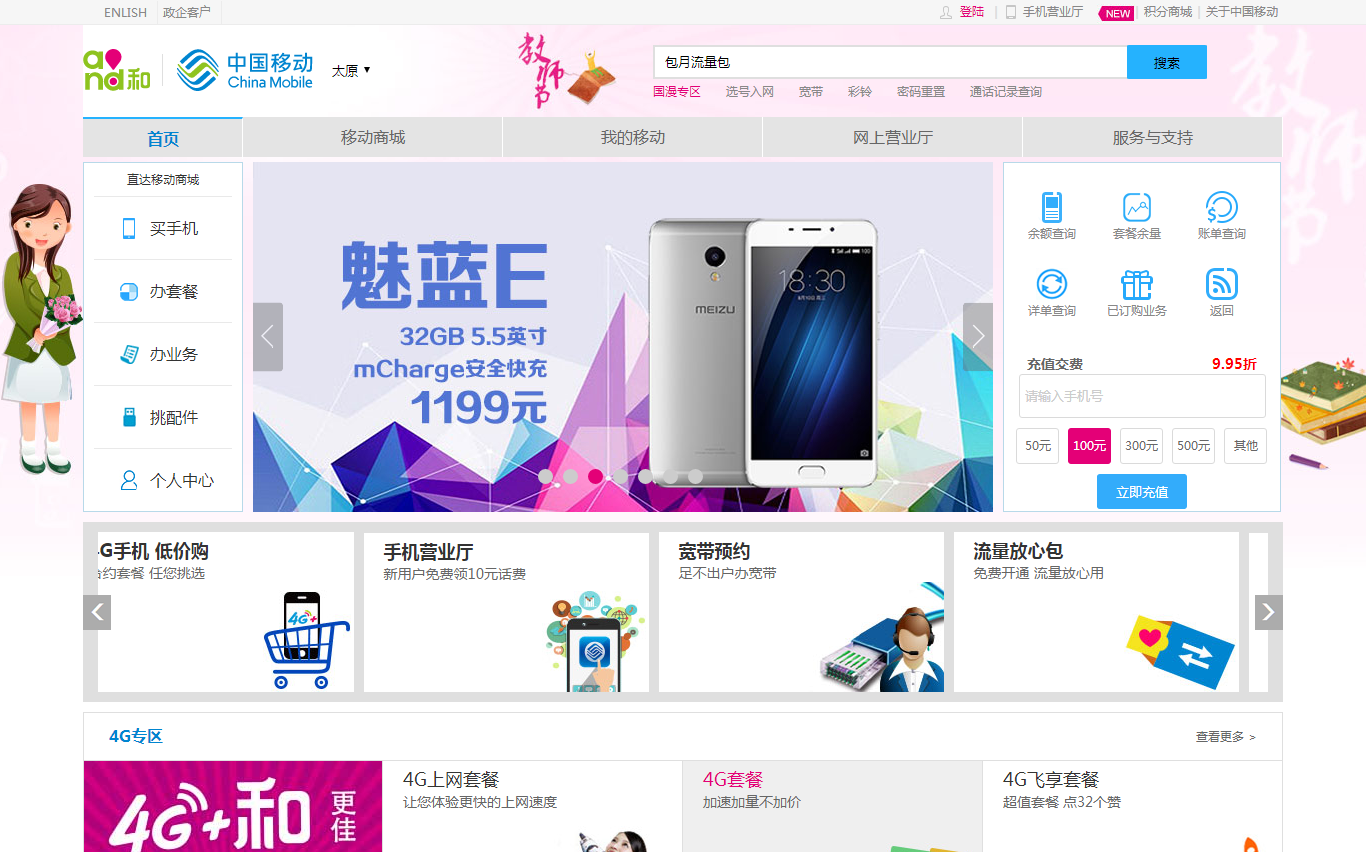 ENLISH 政企客户 登陆 手机营业厅 NEW 积分商城 关于中国移动
and和 中国移动 China Mobile 太原 ▼
教师节
包月流量包 搜索
国漫专区 选号入网 宽带 彩铃 密码重置 通话记录查询
首页 移动商城 我的移动 网上营业厅 服务与支持
直达移动商城
买手机
办套餐
办业务
挑配件
个人中心
魅蓝E
32GB 5.5英寸
mCharge安全快充
1199元
MEIZU
18:30
余额查询 套餐余量 账单查询
详单查询 已订购业务 返回
充值交费 9.95折
请输入手机号
50元 100元 300元 500元 其他
立即充值
4G手机 低价购
合约套餐 任您挑选
4G+
手机营业厅
新用户免费领10元话费
宽带预约
足不出户办宽带
流量放心包
免费开通 流量放心用
4G专区 查看更多 >
4G+和 更佳
4G上网套餐
让您体验更快的上网速度
4G套餐
加速加量不加价
4G飞享套餐
超值套餐 点32个赞